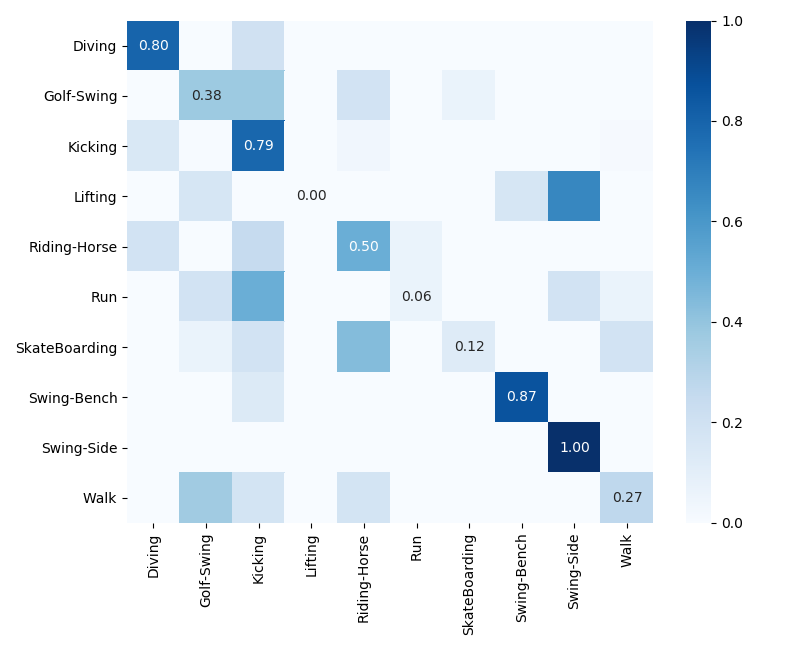 Diving
0.80
Golf-Swing
0.38
Kicking
0.79
Lifting
0.00
Riding-Horse
0.50
Run
0.06
SkateBoarding
0.12
Swing-Bench
0.87
Swing-Side
1.00
Walk
0.27
Diving
Golf-Swing
Kicking
Lifting
Riding-Horse
Run
SkateBoarding
Swing-Bench
Swing-Side
Walk
1.0
0.8
0.6
0.4
0.2
0.0